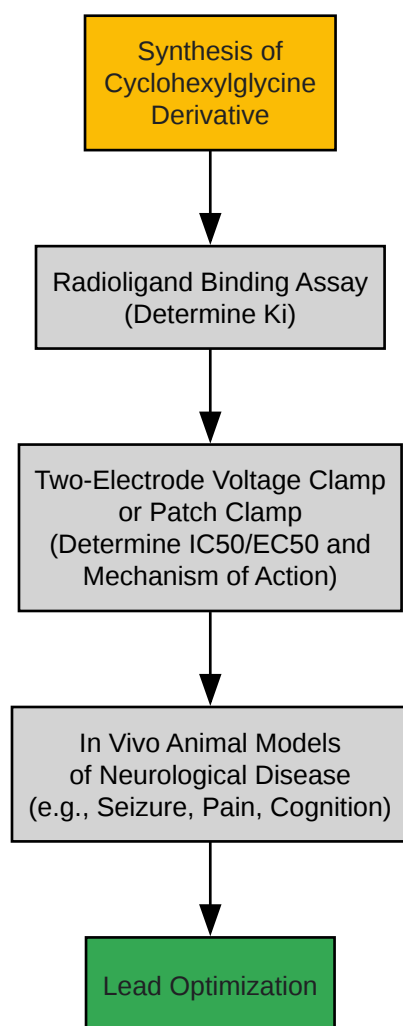 Synthesis of
Cyclohexylglycine
Derivative
Radioligand Binding Assay
(Determine Ki)
Two-Electrode Voltage Clamp
or Patch Clamp
(Determine IC50/EC50 and
Mechanism of Action)
In Vivo Animal Models
of Neurological Disease
(e.g., Seizure, Pain, Cognition)
Lead Optimization